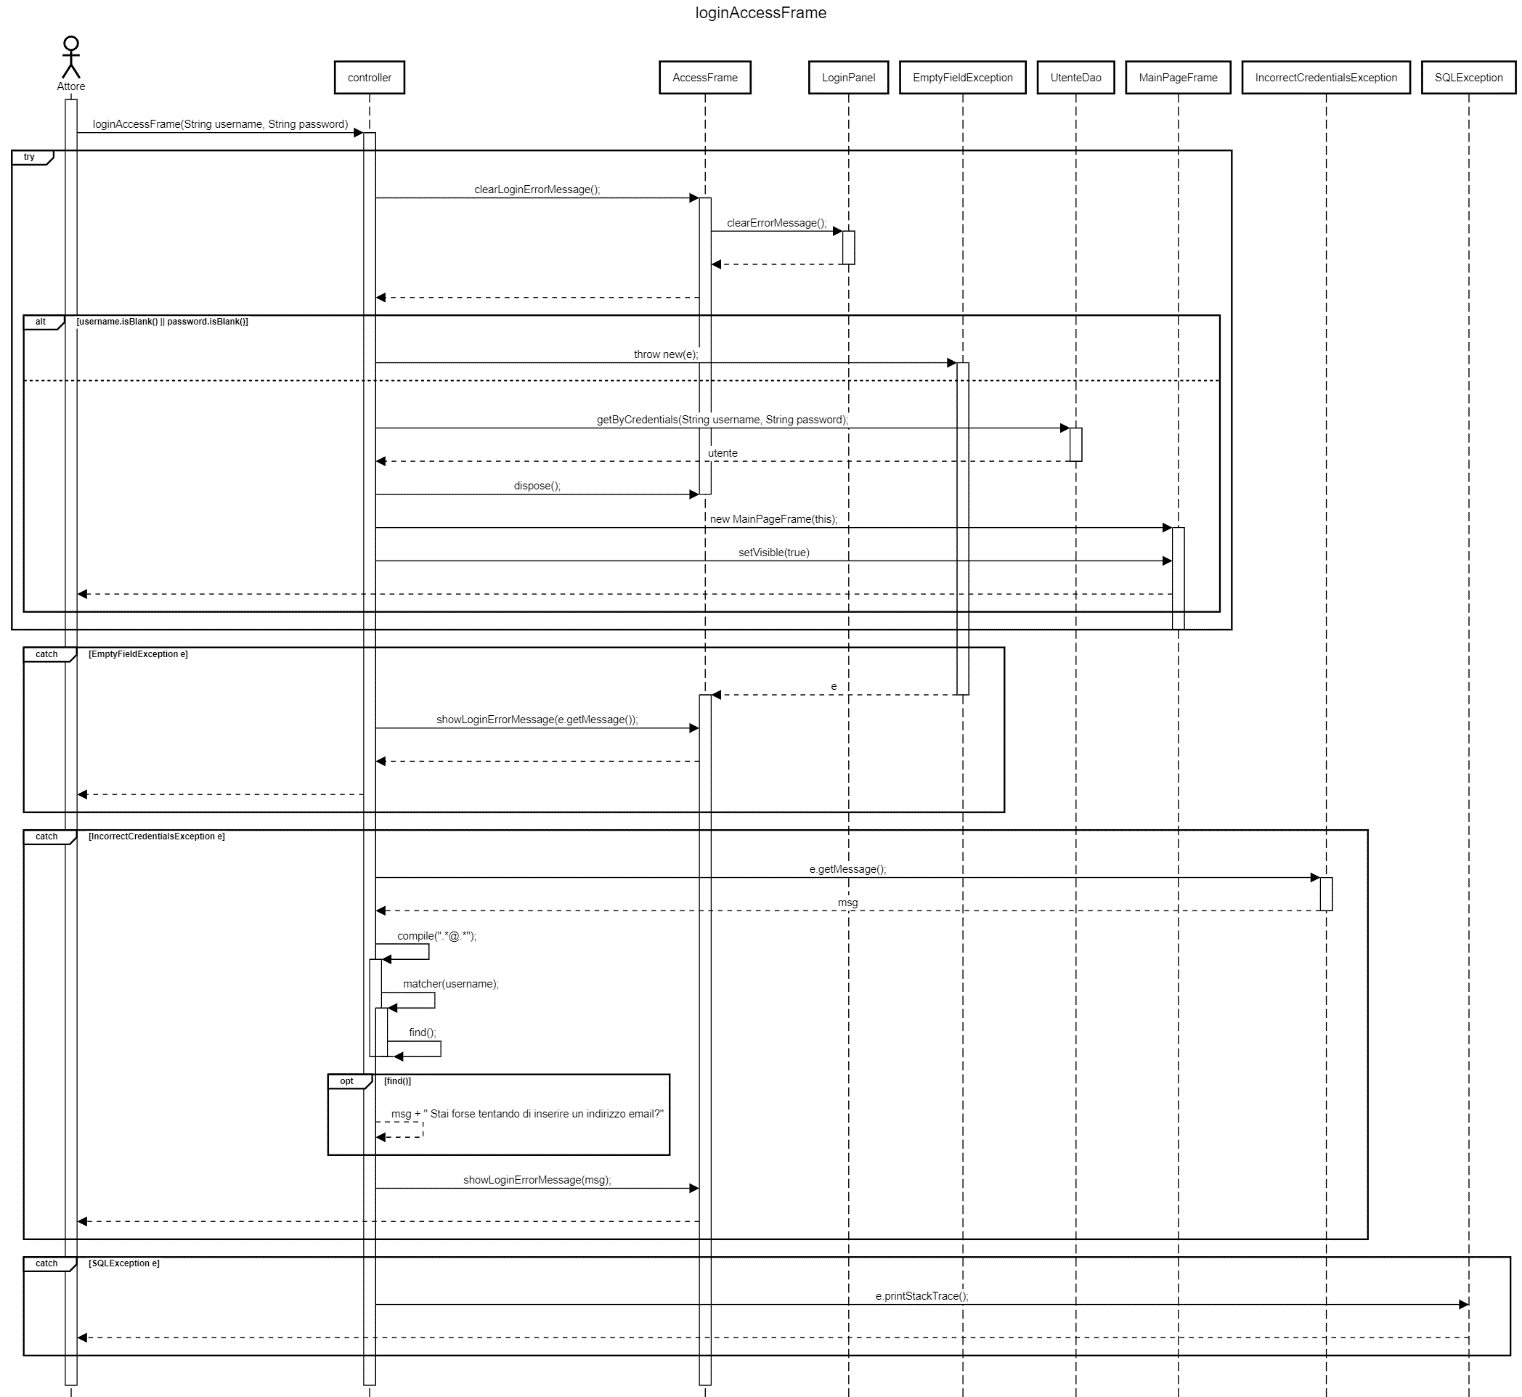 loginAccessFrame
Attore
controller
AccessFrame
LoginPanel
EmptyFieldException
UtenteDao
MainPageFrame
IncorrectCredentialsException
SQLException
loginAccessFrame(String username, String password)
try
clearLoginErrorMessage();
clearErrorMessage();
alt
[username.isBlank() || password.isBlank()]
throw new(e);
getByCredentials(String username, String password);
utente
dispose();
new MainPageFrame(this);
setVisible(true)
catch
[EmptyFieldException e]
e
showLoginErrorMessage(e.getMessage());
catch
[IncorrectCredentialsException e]
e.getMessage();
msg
compile(".*@.*");
matcher(username);
find();
opt
[find()]
msg + " Stai forse tentando di inserire un indirizzo email?"
showLoginErrorMessage(msg);
catch
[SQLException e]
e.printStackTrace();